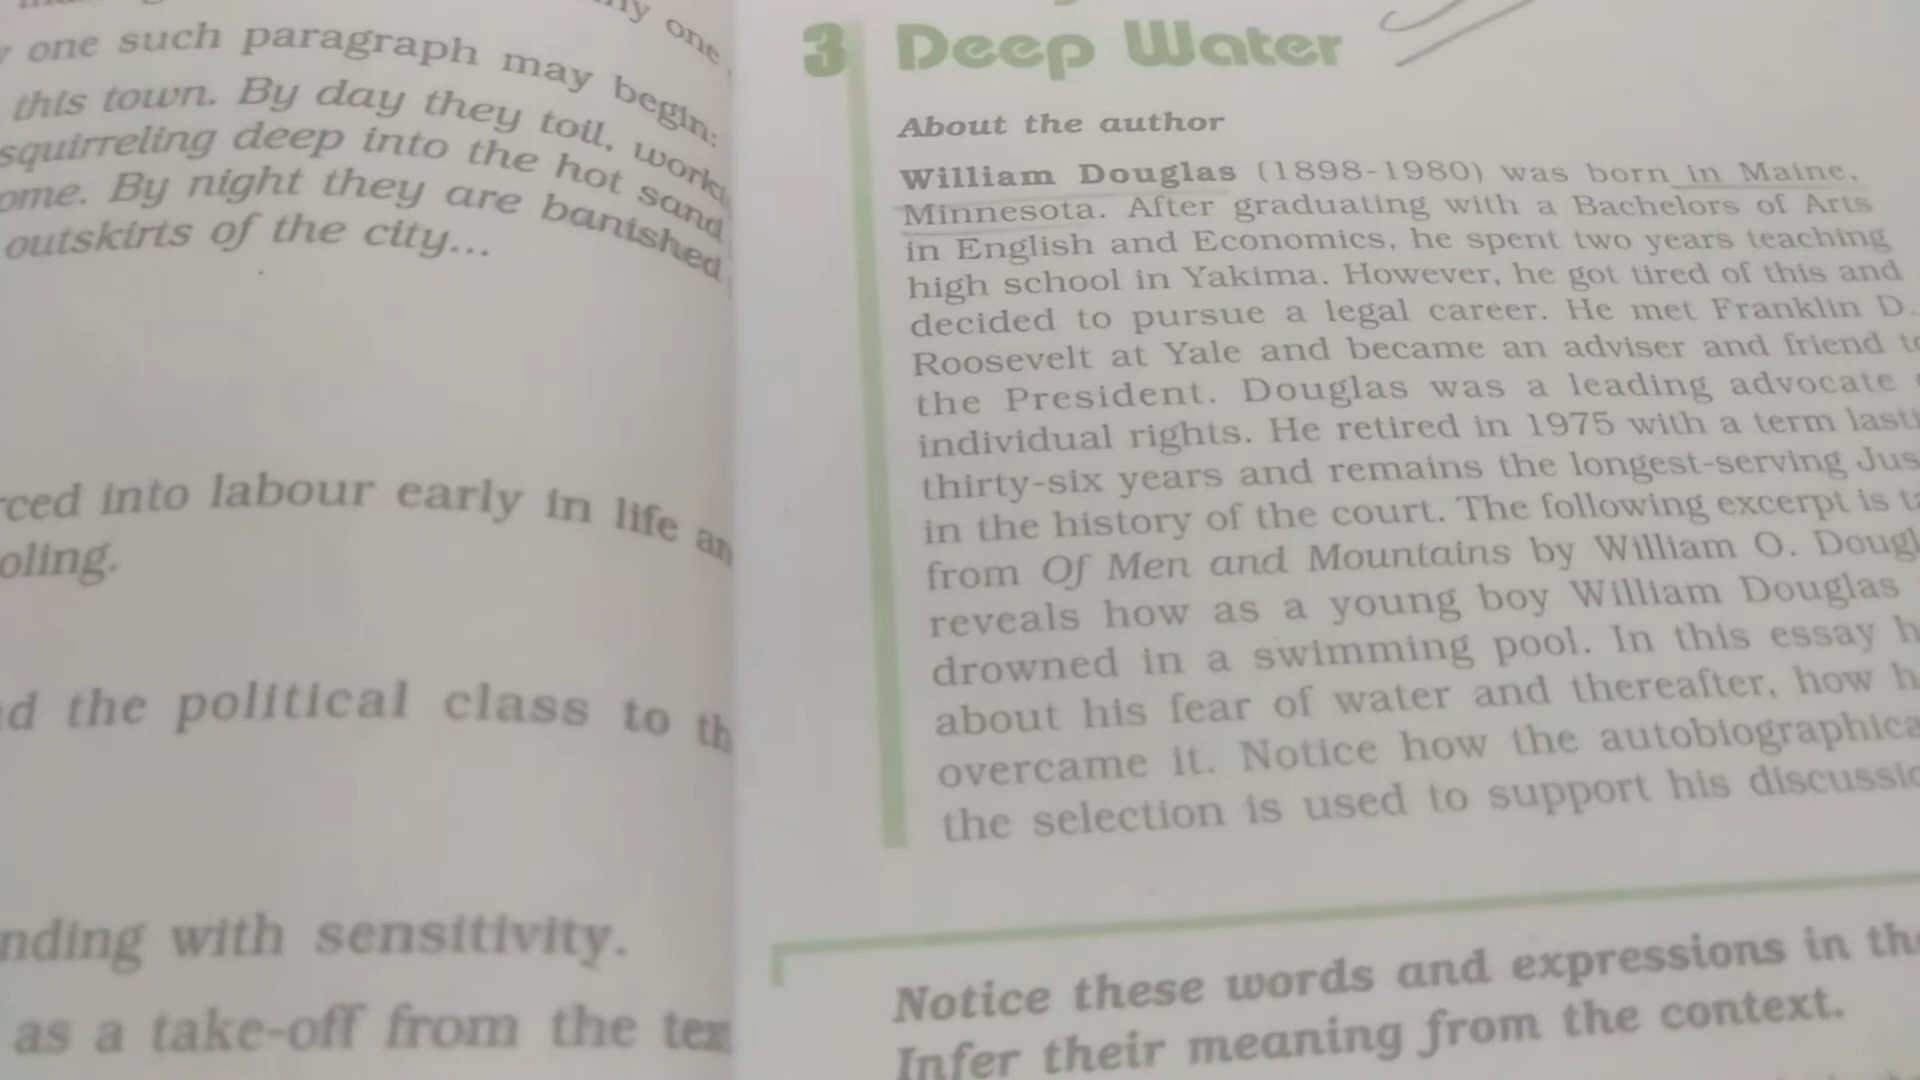 one such paragraph may begin:
this town. By day they toil,
squirreling deep into the hot sand
By night they are banished
outskirts of the city...
into labour early in life
the political class to
with sensitivity.
as a take-off from the
3 Deep Water
About the author
William Douglas (1898-1980) was born in Maine,
Minnesota. After graduating with a Bachelors of Arts
in English and Economics, he spent two years teaching
high school in Yakima. However, he got tired of this and
decided to pursue a legal career. He met Franklin D.
Roosevelt at Yale and became an adviser and friend
the President. Douglas was a leading advocate
individual rights. He retired in 1975 with a term
thirty-six years and remains the longest-serving
in the history of the court. The following excerpt is
from Of Men and Mountains by William O.
reveals how as a young boy William Douglas
drowned in a swimming pool. In this essay
about his fear of water and thereafter, how
overcame it. Notice how the
the selection is used to support his
Notice these words and expressions in
Infer their meaning from the context.